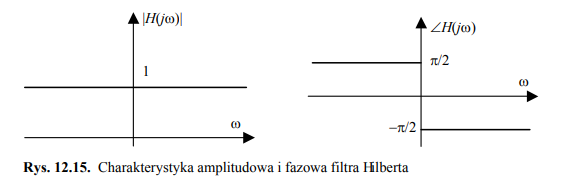 |H(jω)|
1
ω
∠H(jω)
π/2
ω
−π/2
Rys. 12.15. Charakterystyka amplitudowa i fazowa filtra Hilberta